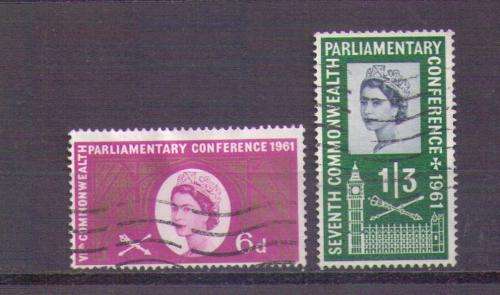 VII COMMONWEALTH
PARLIAMENTARY CONFERENCE 1961
6d
SEVENTH COMMONWEALTH
PARLIAMENTARY
CONFERENCE✠1961
1|3